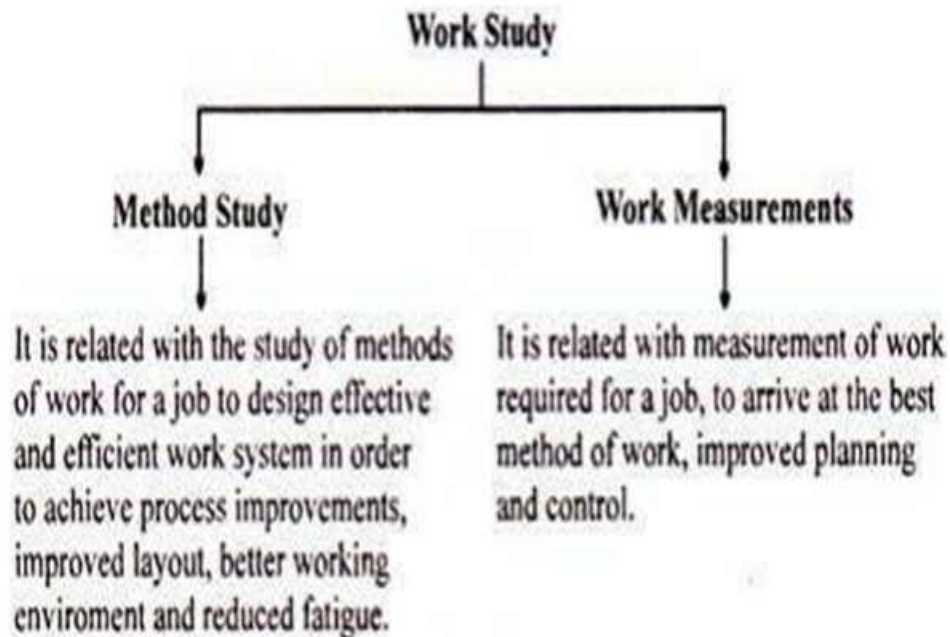 Work Study
Method Study
Work Measurements
It is related with the study of methods
of work for a job to design effective
and efficient work system in order
to achieve process improvements,
improved layout, better working
enviroment and reduced fatigue.
It is related with measurement of work
required for a job, to arrive at the best
method of work, improved planning
and control.